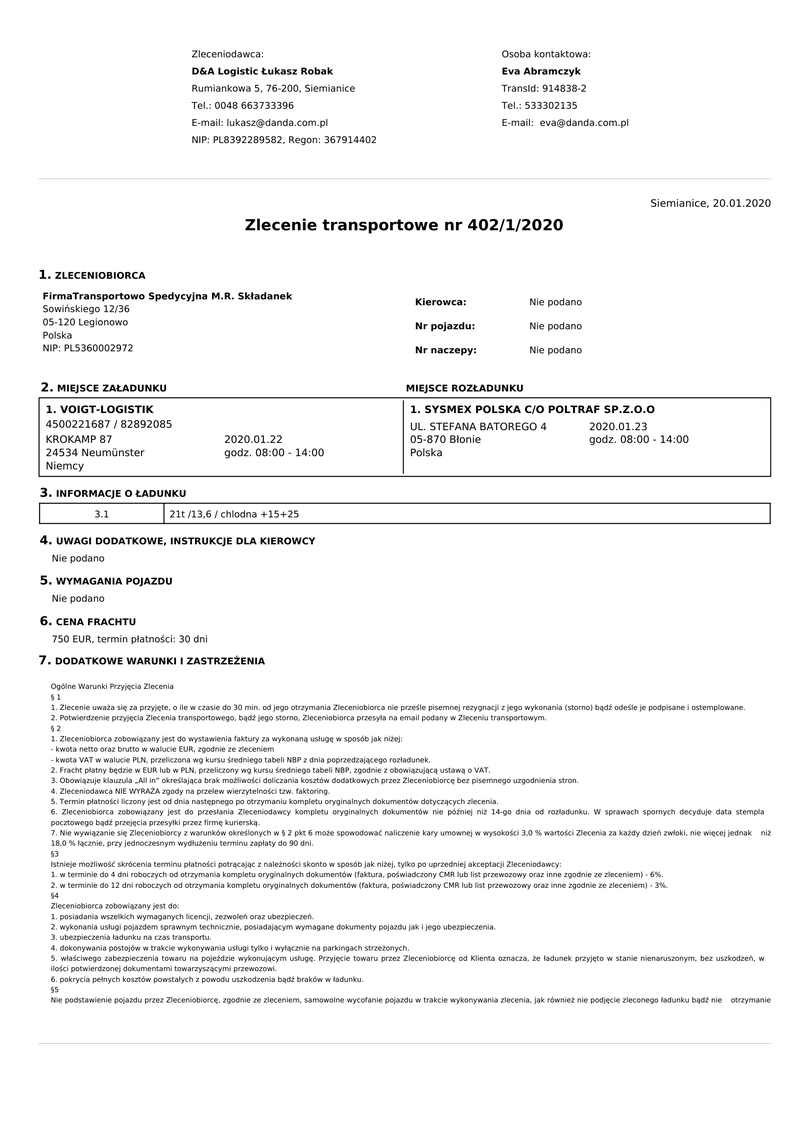 Zleceniodawca:
D&A Logistic Łukasz Robak
Rumiankowa 5, 76-200, Siemianice
Tel.: 0048 663733396
E-mail: lukasz@danda.com.pl
NIP: PL8392289582, Regon: 367914402
Osoba kontaktowa:
Eva Abramczyk
TransId: 914838-2
Tel.: 533302135
E-mail: eva@danda.com.pl
Siemianice, 20.01.2020
Zlecenie transportowe nr 402/1/2020
1. ZLECENIOBIORCA
FirmaTransportowo Spedycyjna M.R. Składanek
Sowińskiego 12/36
05-120 Legionowo
Polska
NIP: PL5360002972
Kierowca: Nie podano
Nr pojazdu: Nie podano
Nr naczepy: Nie podano
2. MIEJSCE ZAŁADUNKU
1. VOIGT-LOGISTIK
4500221687 / 82892085
KROKAMP 87 2020.01.22
24534 Neumünster godz. 08:00 - 14:00
Niemcy
MIEJSCE ROZŁADUNKU
1. SYSMEX POLSKA C/O POLTRAF SP.Z.O.O
UL. STEFANA BATOREGO 4 2020.01.23
05-870 Błonie godz. 08:00 - 14:00
Polska
3. INFORMACJE O ŁADUNKU
3.1 21t /13,6 / chlodna +15+25
4. UWAGI DODATKOWE, INSTRUKCJE DLA KIEROWCY
Nie podano
5. WYMAGANIA POJAZDU
Nie podano
6. CENA FRACHTU
750 EUR, termin płatności: 30 dni
7. DODATKOWE WARUNKI I ZASTRZEŻENIA
Ogólne Warunki Przyjęcia Zlecenia
§ 1
1. Zlecenie uważa się za przyjęte, o ile w czasie do 30 min. od jego otrzymania Zleceniobiorca nie prześle pisemnej rezygnacji z jego wykonania (storno) bądź odeśle je podpisane i ostemplowane.
2. Potwierdzenie przyjęcia Zlecenia transportowego, bądź jego storno, Zleceniobiorca przesyła na email podany w Zleceniu transportowym.
§ 2
1. Zleceniobiorca zobowiązany jest do wystawienia faktury za wykonaną usługę w sposób jak niżej:
- kwota netto oraz brutto w walucie EUR, zgodnie ze zleceniem
- kwota VAT w walucie PLN, przeliczona wg kursu średniego tabeli NBP z dnia poprzedzającego rozładunek.
2. Fracht płatny będzie w EUR lub w PLN, przeliczony wg kursu średniego tabeli NBP, zgodnie z obowiązującą ustawą o VAT.
3. Obowiązuje klauzula „All in” określająca brak możliwości doliczania kosztów dodatkowych przez Zleceniobiorcę bez pisemnego uzgodnienia stron.
4. Zleceniodawca NIE WYRAŻA zgody na przelew wierzytelności tzw. faktoring.
5. Termin płatności liczony jest od dnia następnego po otrzymaniu kompletu oryginalnych dokumentów dotyczących zlecenia.
6. Zleceniobiorca zobowiązany jest do przesłania Zleceniodawcy kompletu oryginalnych dokumentów nie później niż 14-go dnia od rozładunku. W sprawach spornych decyduje data stempla
pocztowego bądź przejęcia przesyłki przez firmę kurierską.
7. Nie wywiązanie się Zleceniobiorcy z warunków określonych w § 2 pkt 6 może spowodować naliczenie kary umownej w wysokości 3,0 % wartości Zlecenia za każdy dzień zwłoki, nie więcej jednak niż
18,0 % łącznie, przy jednoczesnym wydłużeniu terminu zapłaty do 90 dni.
§3
Istnieje możliwość skrócenia terminu płatności potrącając z należności skonto w sposób jak niżej, tylko po uprzedniej akceptacji Zleceniodawcy:
1. w terminie do 4 dni roboczych od otrzymania kompletu oryginalnych dokumentów (faktura, poświadczony CMR lub list przewozowy oraz inne zgodnie ze zleceniem) - 6%.
2. w terminie do 12 dni roboczych od otrzymania kompletu oryginalnych dokumentów (faktura, poświadczony CMR lub list przewozowy oraz inne zgodnie ze zleceniem) - 3%.
§4
Zleceniobiorca zobowiązany jest do:
1. posiadania wszelkich wymaganych licencji, zezwoleń oraz ubezpieczeń.
2. wykonania usługi pojazdem sprawnym technicznie, posiadającym wymagane dokumenty pojazdu jak i jego ubezpieczenia.
3. ubezpieczenia ładunku na czas transportu.
4. dokonywania postojów w trakcie wykonywania usługi tylko i wyłącznie na parkingach strzeżonych.
5. właściwego zabezpieczenia towaru na pojeździe wykonującym usługę. Przyjęcie towaru przez Zleceniobiorcę od Klienta oznacza, że ładunek przyjęto w stanie nienaruszonym, bez uszkodzeń, w
ilości potwierdzonej dokumentami towarzyszącymi przewozowi.
6. pokrycia pełnych kosztów powstałych z powodu uszkodzenia bądź braków w ładunku.
§5
Nie podstawienie pojazdu przez Zleceniobiorcę, zgodnie ze zleceniem, samowolne wycofanie pojazdu w trakcie wykonywania zlecenia, jak również nie podjęcie zleconego ładunku bądź nie otrzymanie